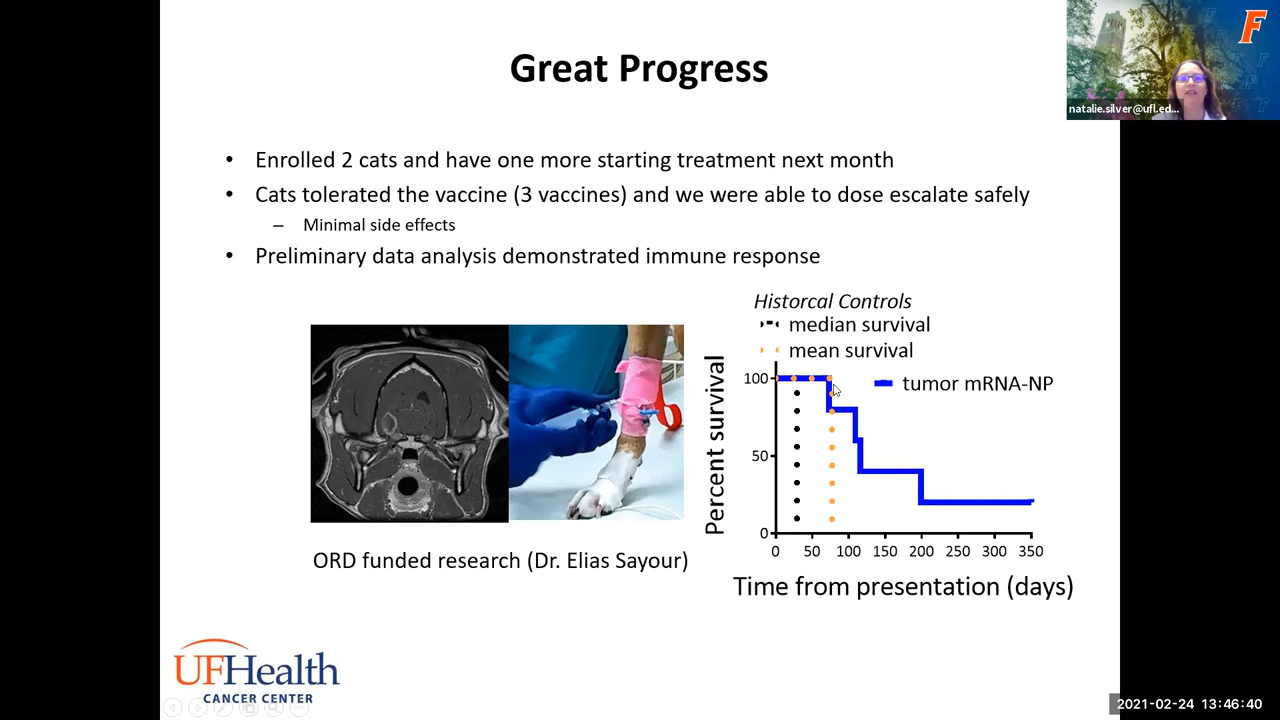 Great Progress
F
natalie.silver@ufl.ed...
• Enrolled 2 cats and have one more starting treatment next month
• Cats tolerated the vaccine (3 vaccines) and we were able to dose escalate safely
– Minimal side effects
• Preliminary data analysis demonstrated immune response
Historcal Controls
median survival
mean survival
tumor mRNA-NP
Percent survival
100
50
0
0 50 100 150 200 250 300 350
Time from presentation (days)
ORD funded research (Dr. Elias Sayour)
UFHealth
CANCER CENTER
2021-02-24 13:46:40